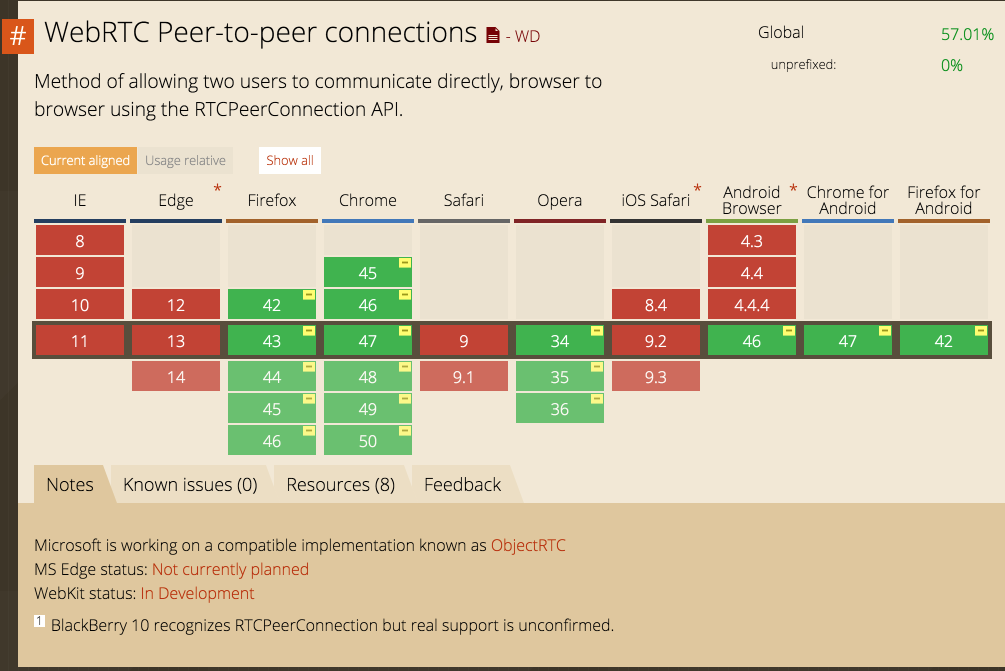 # WebRTC Peer-to-peer connections - WD
Global 57.01%
unprefixed: 0%
Method of allowing two users to communicate directly, browser to
browser using the RTCPeerConnection API.
Current aligned Usage relative Show all
IE Edge * Firefox Chrome Safari Opera iOS Safari * Android Browser * Chrome for Android Firefox for Android
8 4.3
9 45 4.4
10 12 42 46 8.4 4.4.4
11 13 43 47 9 34 9.2 46 47 42
14 44 48 9.1 35 9.3
45 49 36
46 50
Notes Known issues (0) Resources (8) Feedback
Microsoft is working on a compatible implementation known as ObjectRTC
MS Edge status: Not currently planned
WebKit status: In Development
1 BlackBerry 10 recognizes RTCPeerConnection but real support is unconfirmed.